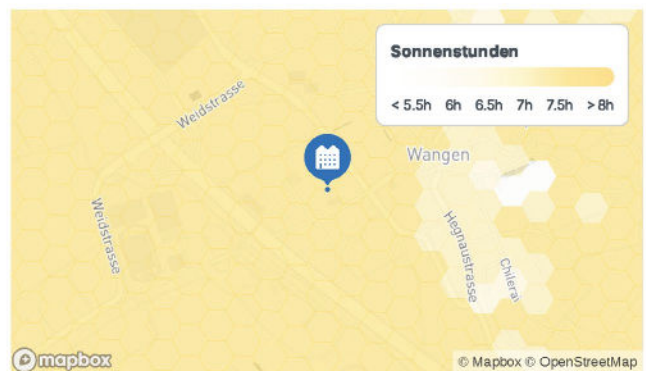 Sonnenstunden
< 5.5h 6h 6.5h 7h 7.5h > 8h
Weidstrasse
Wangen
Weidstrasse
Hegnaustrasse
Chilerai
mapbox
© Mapbox © OpenStreetMap